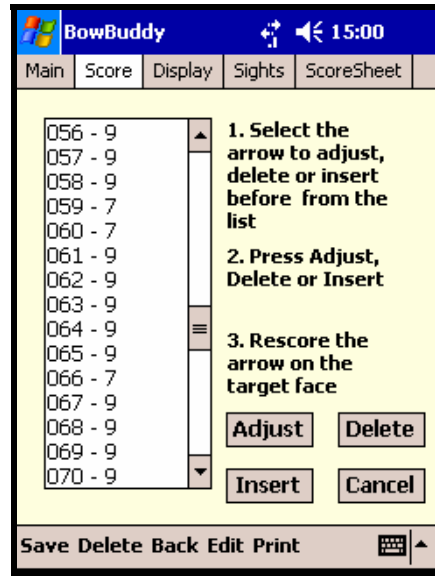 BowBuddy 15:00
Main Score Display Sights ScoreSheet
056 - 9
057 - 9
058 - 9
059 - 7
060 - 7
061 - 9
062 - 9
063 - 9
064 - 9
065 - 9
066 - 7
067 - 9
068 - 9
069 - 9
070 - 9
1. Select the
arrow to adjust,
delete or insert
before from the
list
2. Press Adjust,
Delete or Insert
3. Rescore the
arrow on the
target face
Adjust Delete
Insert Cancel
Save Delete Back Edit Print